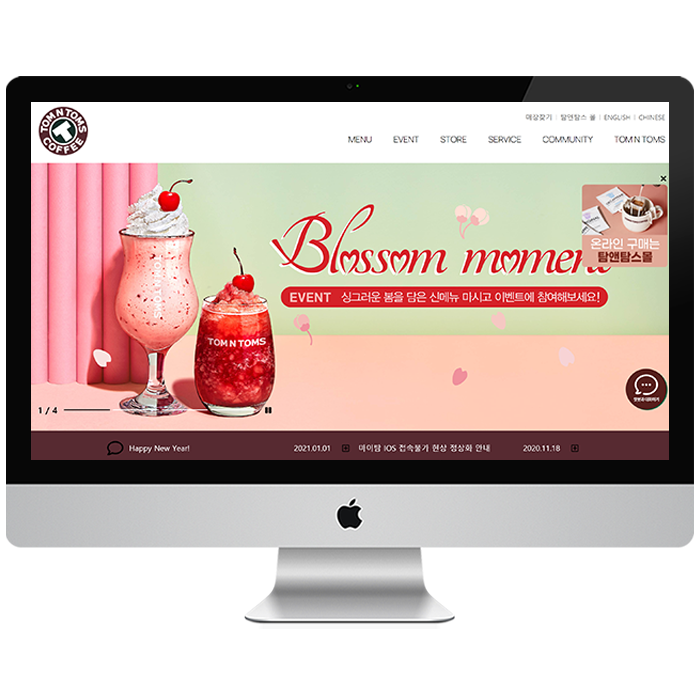 TOM N TOMS
COFFEE
매장찾기 | 탐앤탐스 몰 | ENGLISH | CHINESE
MENU EVENT STORE SERVICE COMMUNITY TOM N TOMS
Blossom moment
EVENT 싱그러운 봄을 담은 신메뉴 마시고 이벤트에 참여해보세요!
온라인 구매는
탐앤탐스몰
TOM N TOMS
1 / 4
Happy New Year! 2021.01.01 마이탐 IOS 접속불가 현상 정상화 안내 2020.11.18